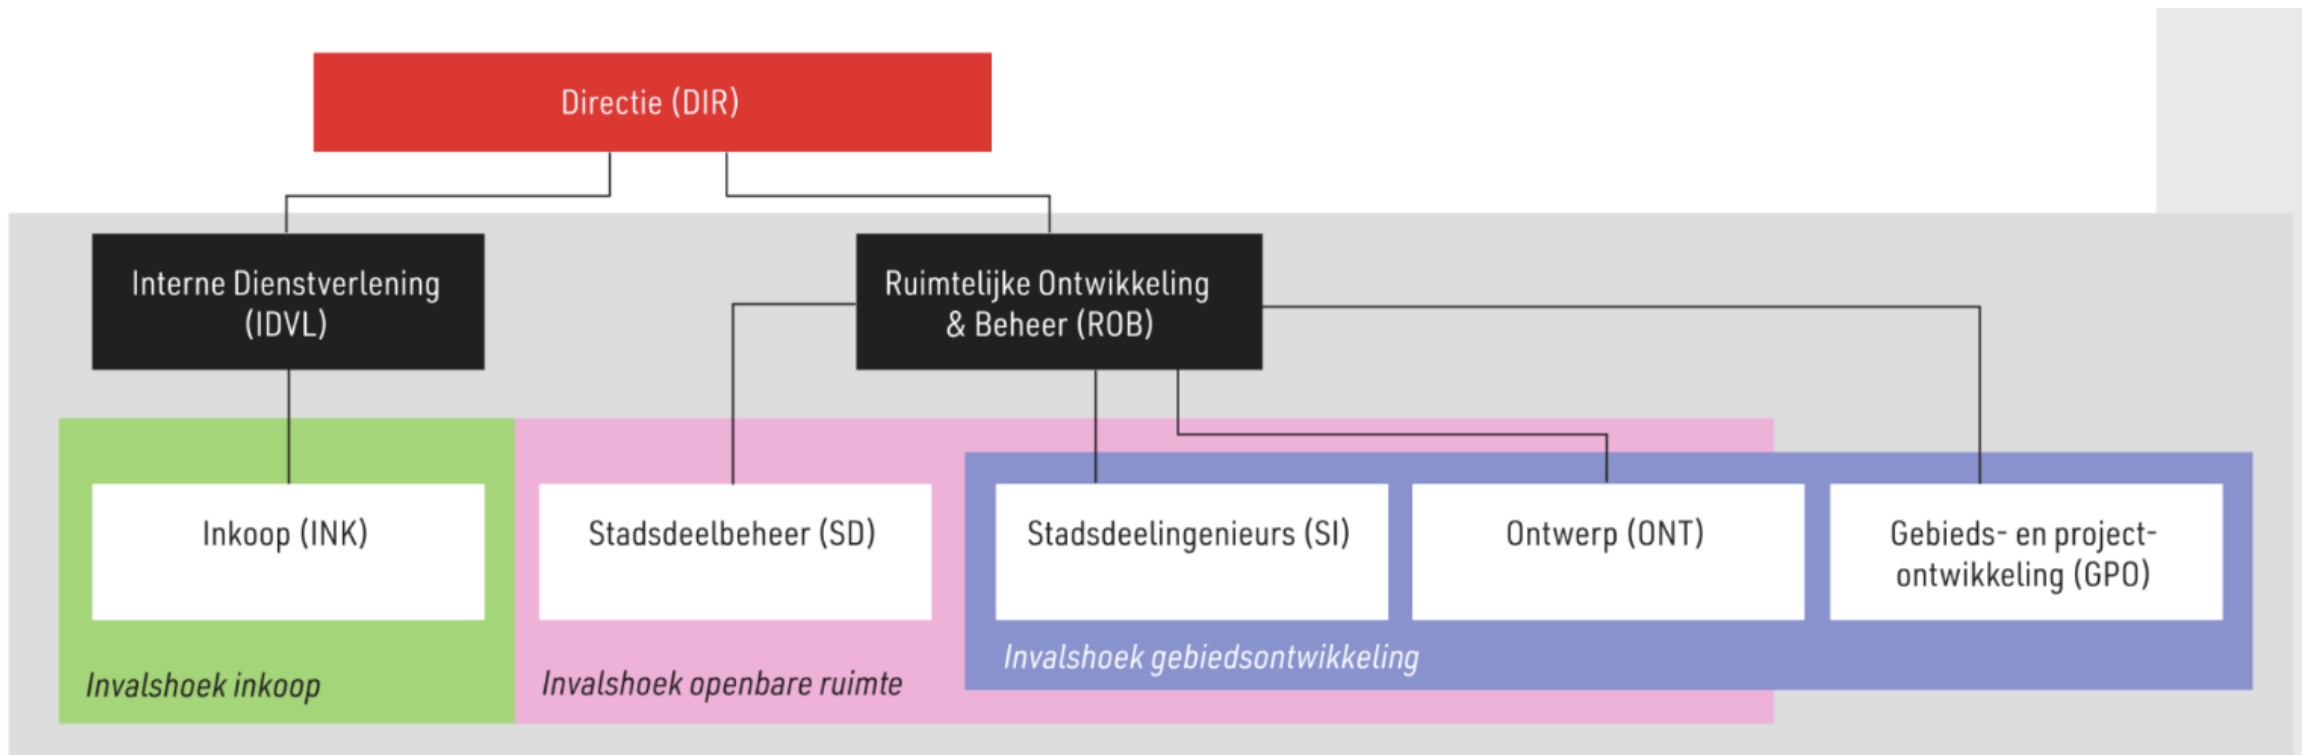 Directie (DIR)
Interne Dienstverlening
(IDVL)
Ruimtelijke Ontwikkeling
& Beheer (ROB)
Inkoop (INK)
Stadsdeelbeheer (SD)
Stadsdeelingenieurs (SI)
Ontwerp (ONT)
Gebieds- en project-
ontwikkeling (GPO)
Invalshoek inkoop
Invalshoek openbare ruimte
Invalshoek gebiedsontwikkeling